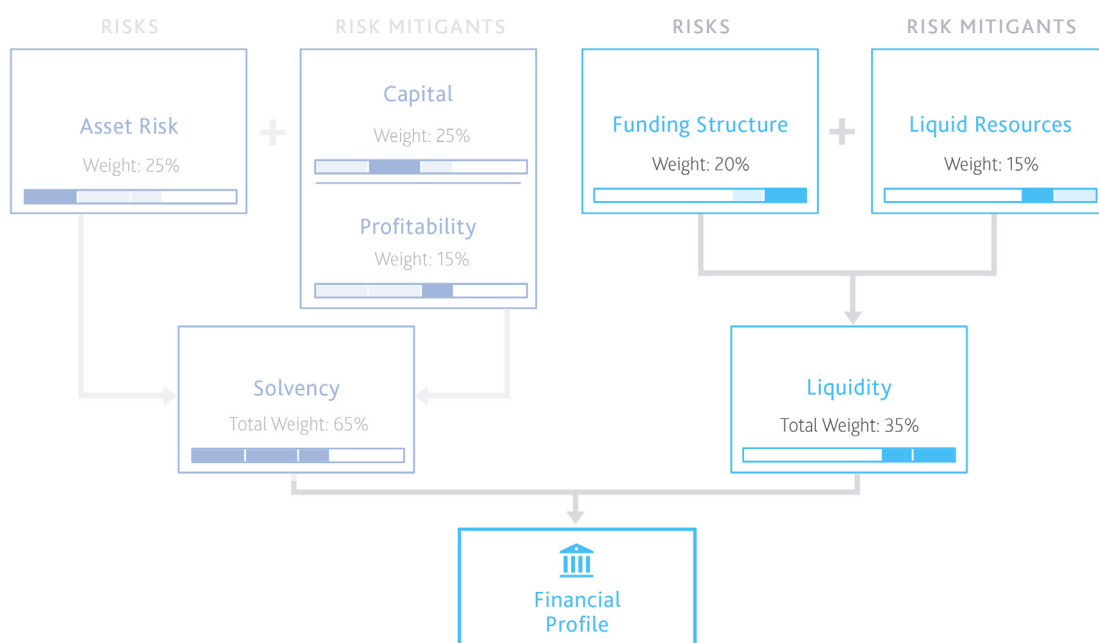 RISKS
RISK MITIGANTS
RISKS
RISK MITIGANTS
Asset Risk
Weight: 25%
Capital
Weight: 25%
Profitability
Weight: 15%
Funding Structure
Weight: 20%
Liquid Resources
Weight: 15%
Solvency
Total Weight: 65%
Liquidity
Total Weight: 35%
Financial
Profile